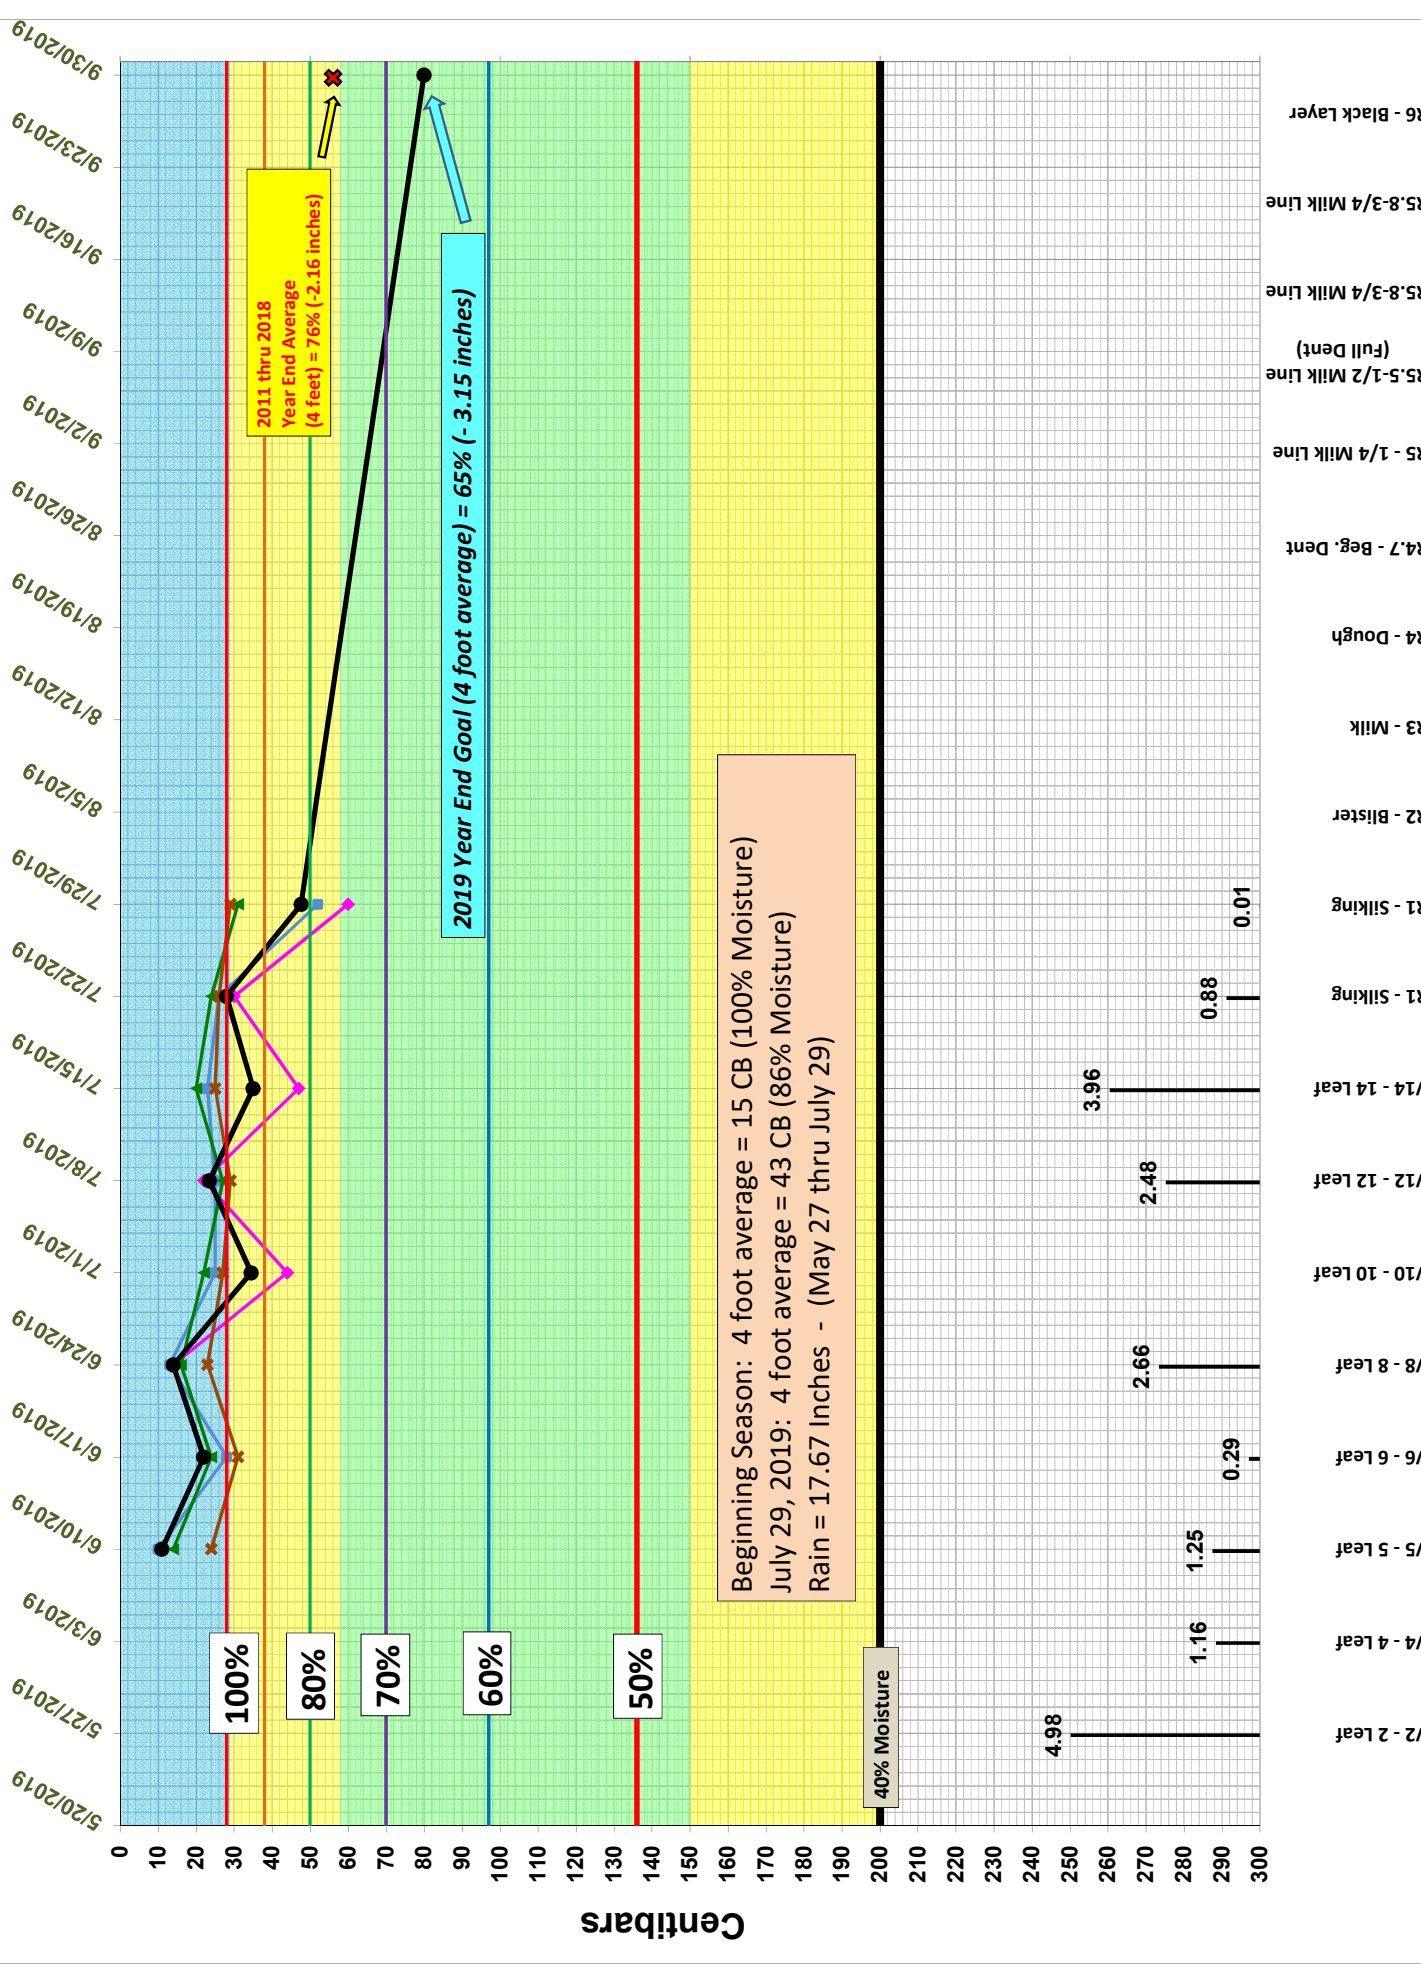 5/20/2019
5/27/2019
6/3/2019
6/10/2019
6/17/2019
6/24/2019
7/1/2019
7/8/2019
7/15/2019
7/22/2019
7/29/2019
8/5/2019
8/12/2019
8/19/2019
8/26/2019
9/2/2019
9/9/2019
9/16/2019
9/23/2019
9/30/2019
Centibars
0
10
20
30
40
50
60
70
80
90
100
110
120
130
140
150
160
170
180
190
200
210
220
230
240
250
260
270
280
290
300
100%
80%
70%
60%
50%
40% Moisture
2011 thru 2018
Year End Average
(4 feet) = 76% (-2.16 inches)
2019 Year End Goal (4 foot average) = 65% (- 3.15 inches)
Beginning Season: 4 foot average = 15 CB (100% Moisture)
July 29, 2019: 4 foot average = 43 CB (86% Moisture)
Rain = 17.67 Inches - (May 27 thru July 29)
4.98
1.16
1.25
0.29
2.66
2.48
3.96
0.88
0.01
V2 - 2 Leaf
V4 - 4 Leaf
V5 - 5 Leaf
V6 - 6 Leaf
V8 - 8 Leaf
V10 - 10 Leaf
V12 - 12 Leaf
V14 - 14 Leaf
R1 - Silking
R1 - Silking
R2 - Blister
R3 - Milk
R4 - Dough
R4.7 - Beg. Dent
R5 - 1/4 Milk Line
R5.5-1/2 Milk Line
(Full Dent)
R5.8-3/4 Milk Line
R5.8-3/4 Milk Line
R6 - Black Layer